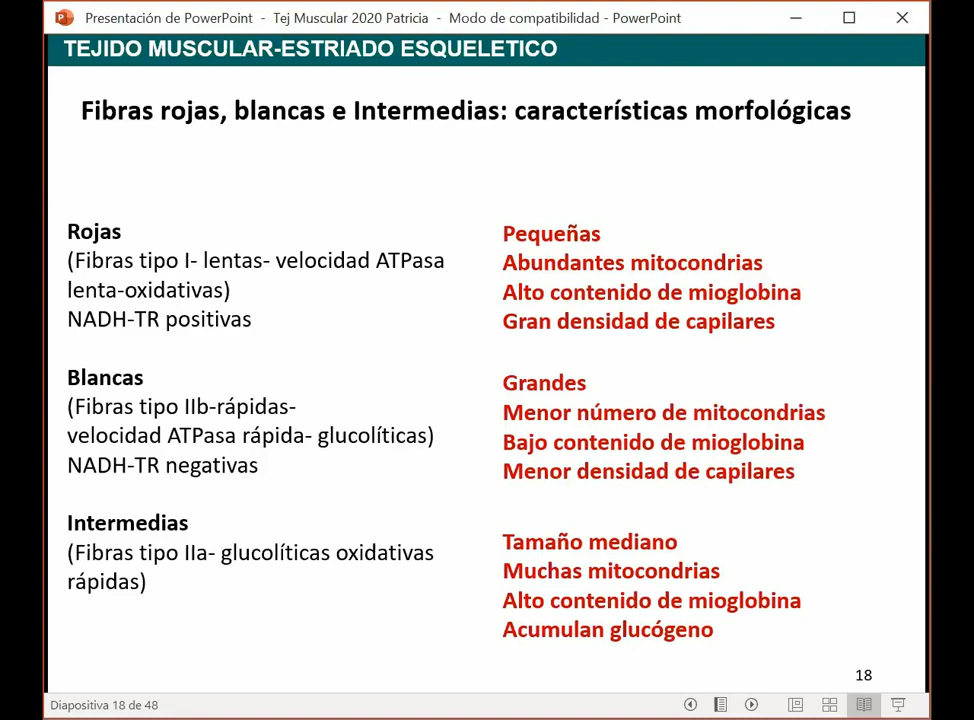 Presentación de PowerPoint - Tej Muscular 2020 Patricia - Modo de compatibilidad - PowerPoint
TEJIDO MUSCULAR-ESTRIADO ESQUELETICO
Fibras rojas, blancas e Intermedias: características morfológicas
Rojas
(Fibras tipo I- lentas- velocidad ATPasa
lenta-oxidativas)
NADH-TR positivas
Pequeñas
Abundantes mitocondrias
Alto contenido de mioglobina
Gran densidad de capilares
Blancas
(Fibras tipo IIb-rápidas-
velocidad ATPasa rápida- glucolíticas)
NADH-TR negativas
Grandes
Menor número de mitocondrias
Bajo contenido de mioglobina
Menor densidad de capilares
Intermedias
(Fibras tipo IIa- glucolíticas oxidativas
rápidas)
Tamaño mediano
Muchas mitocondrias
Alto contenido de mioglobina
Acumulan glucógeno
18
Diapositiva 18 de 48